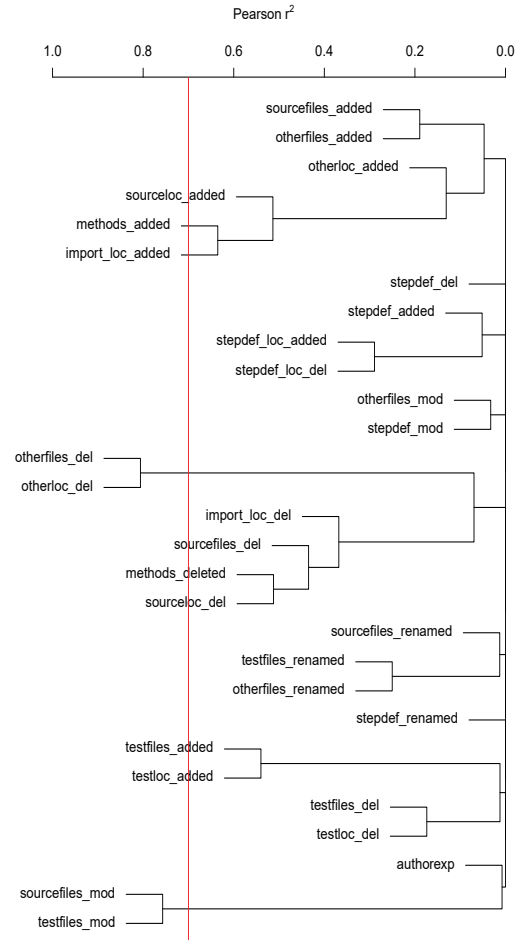 Pearson r²
1.0 0.8 0.6 0.4 0.2 0.0
sourcefiles_added
otherfiles_added
otherloc_added
sourceloc_added
methods_added
import_loc_added
stepdef_del
stepdef_added
stepdef_loc_added
stepdef_loc_del
otherfiles_mod
stepdef_mod
otherfiles_del
otherloc_del
import_loc_del
sourcefiles_del
methods_deleted
sourceloc_del
sourcefiles_renamed
testfiles_renamed
otherfiles_renamed
stepdef_renamed
testfiles_added
testloc_added
testfiles_del
testloc_del
authorexp
sourcefiles_mod
testfiles_mod